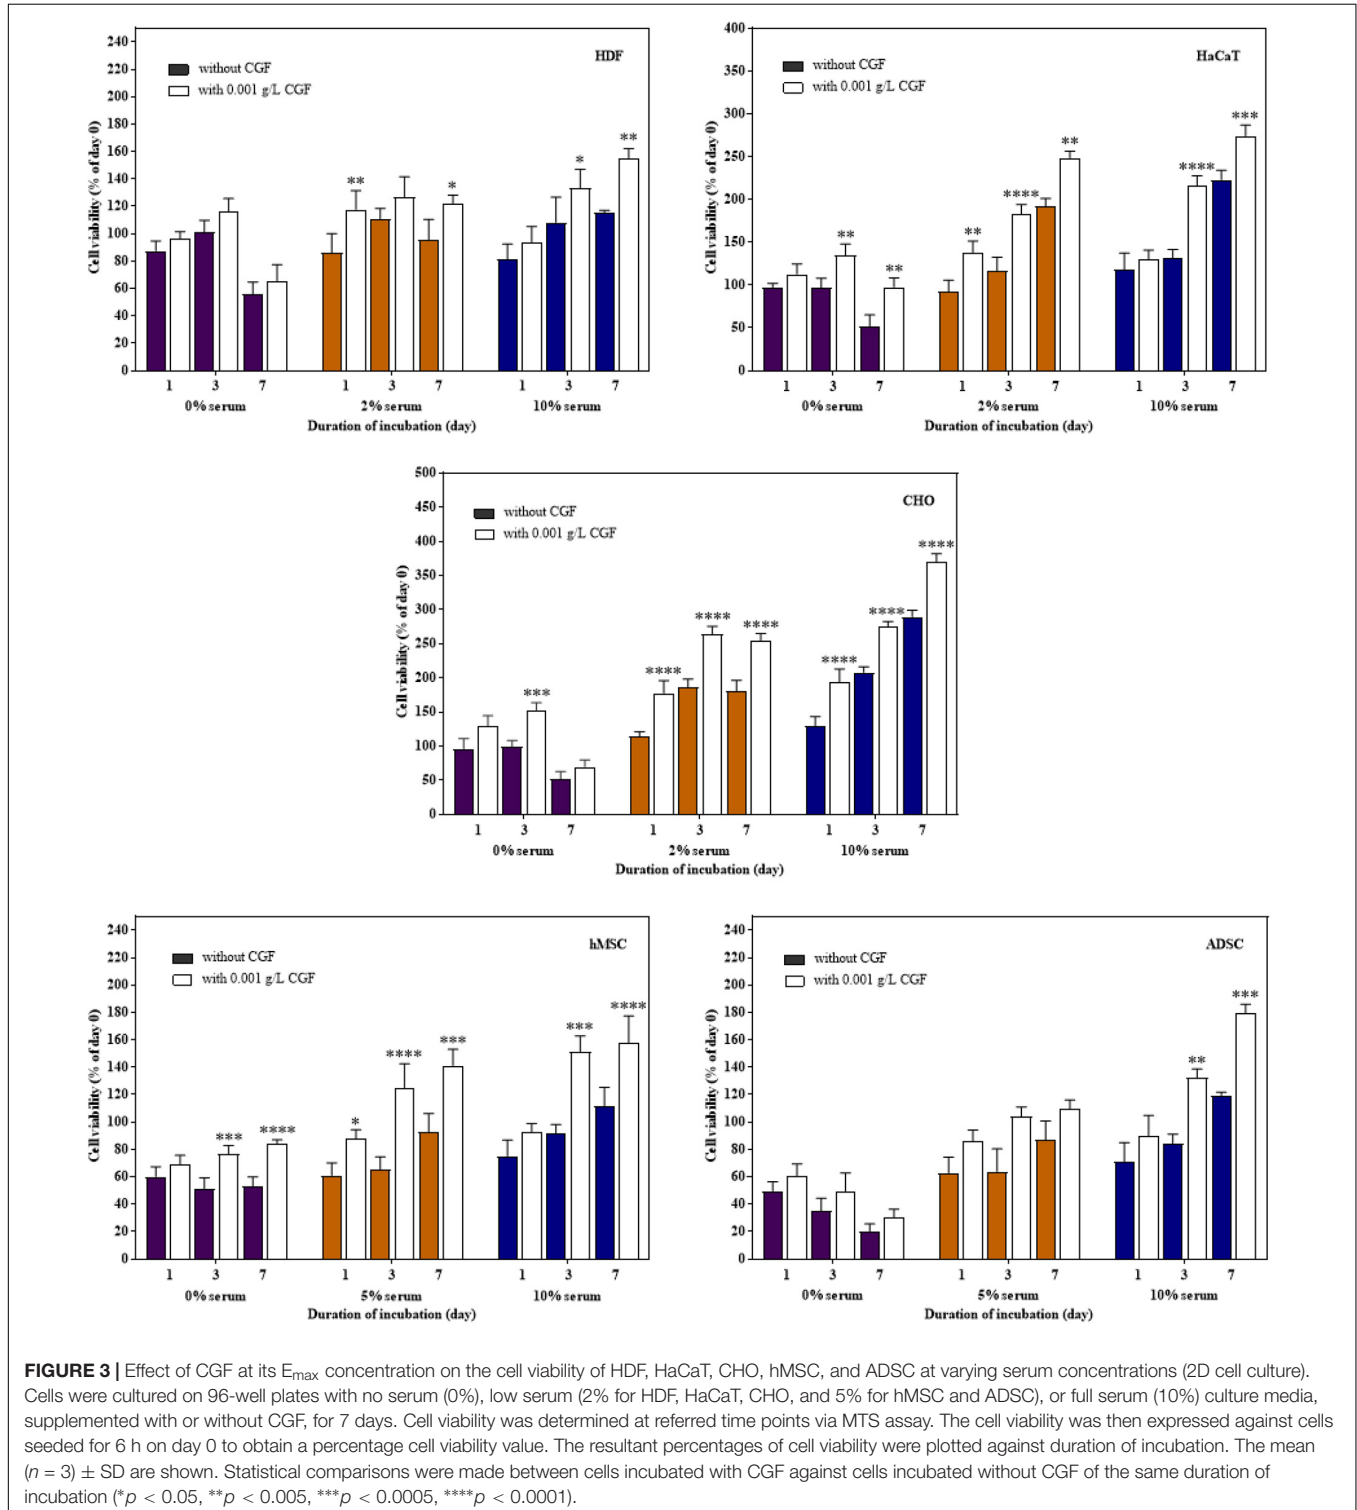 HDF
without CGF
with 0.001 g/L CGF
Cell viability (% of day 0)
240
220
200
180
160
140
120
100
80
60
40
20
0
** * * **
1 3 7 1 3 7 1 3 7
0% serum 2% serum 10% serum
Duration of incubation (day)
HaCaT
without CGF
with 0.001 g/L CGF
Cell viability (% of day 0)
400
350
300
250
200
150
100
50
0
** ** ** **** ** **** ***
1 3 7 1 3 7 1 3 7
0% serum 2% serum 10% serum
Duration of incubation (day)
CHO
without CGF
with 0.001 g/L CGF
Cell viability (% of day 0)
500
450
400
350
300
250
200
150
100
50
0
*** **** **** **** **** **** ****
1 3 7 1 3 7 1 3 7
0% serum 2% serum 10% serum
Duration of incubation (day)
hMSC
without CGF
with 0.001 g/L CGF
Cell viability (% of day 0)
240
220
200
180
160
140
120
100
80
60
40
20
0
*** **** * **** *** *** ****
1 3 7 1 3 7 1 3 7
0% serum 5% serum 10% serum
Duration of incubation (day)
ADSC
without CGF
with 0.001 g/L CGF
Cell viability (% of day 0)
240
220
200
180
160
140
120
100
80
60
40
20
0
** ***
1 3 7 1 3 7 1 3 7
0% serum 5% serum 10% serum
Duration of incubation (day)
FIGURE 3 | Effect of CGF at its Emax concentration on the cell viability of HDF, HaCaT, CHO, hMSC, and ADSC at varying serum concentrations (2D cell culture).
Cells were cultured on 96-well plates with no serum (0%), low serum (2% for HDF, HaCaT, CHO, and 5% for hMSC and ADSC), or full serum (10%) culture media,
supplemented with or without CGF, for 7 days. Cell viability was determined at referred time points via MTS assay. The cell viability was then expressed against cells
seeded for 6 h on day 0 to obtain a percentage cell viability value. The resultant percentages of cell viability were plotted against duration of incubation. The mean
(n = 3) ± SD are shown. Statistical comparisons were made between cells incubated with CGF against cells incubated without CGF of the same duration of
incubation (*p < 0.05, **p < 0.005, ***p < 0.0005, ****p < 0.0001).